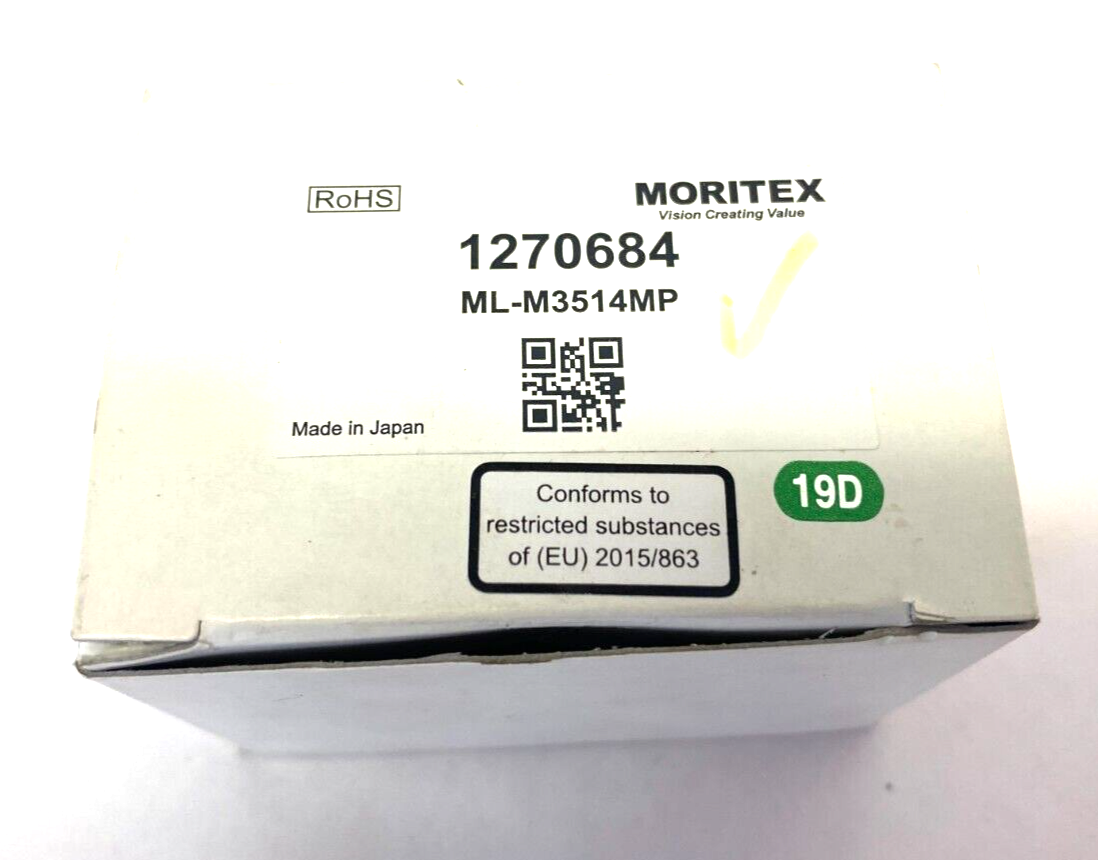 RoHS
MORITEX
Vision Creating Value
1270684
ML-M3514MP
Made in Japan
Conforms to
restricted substances
of (EU) 2015/863
19D